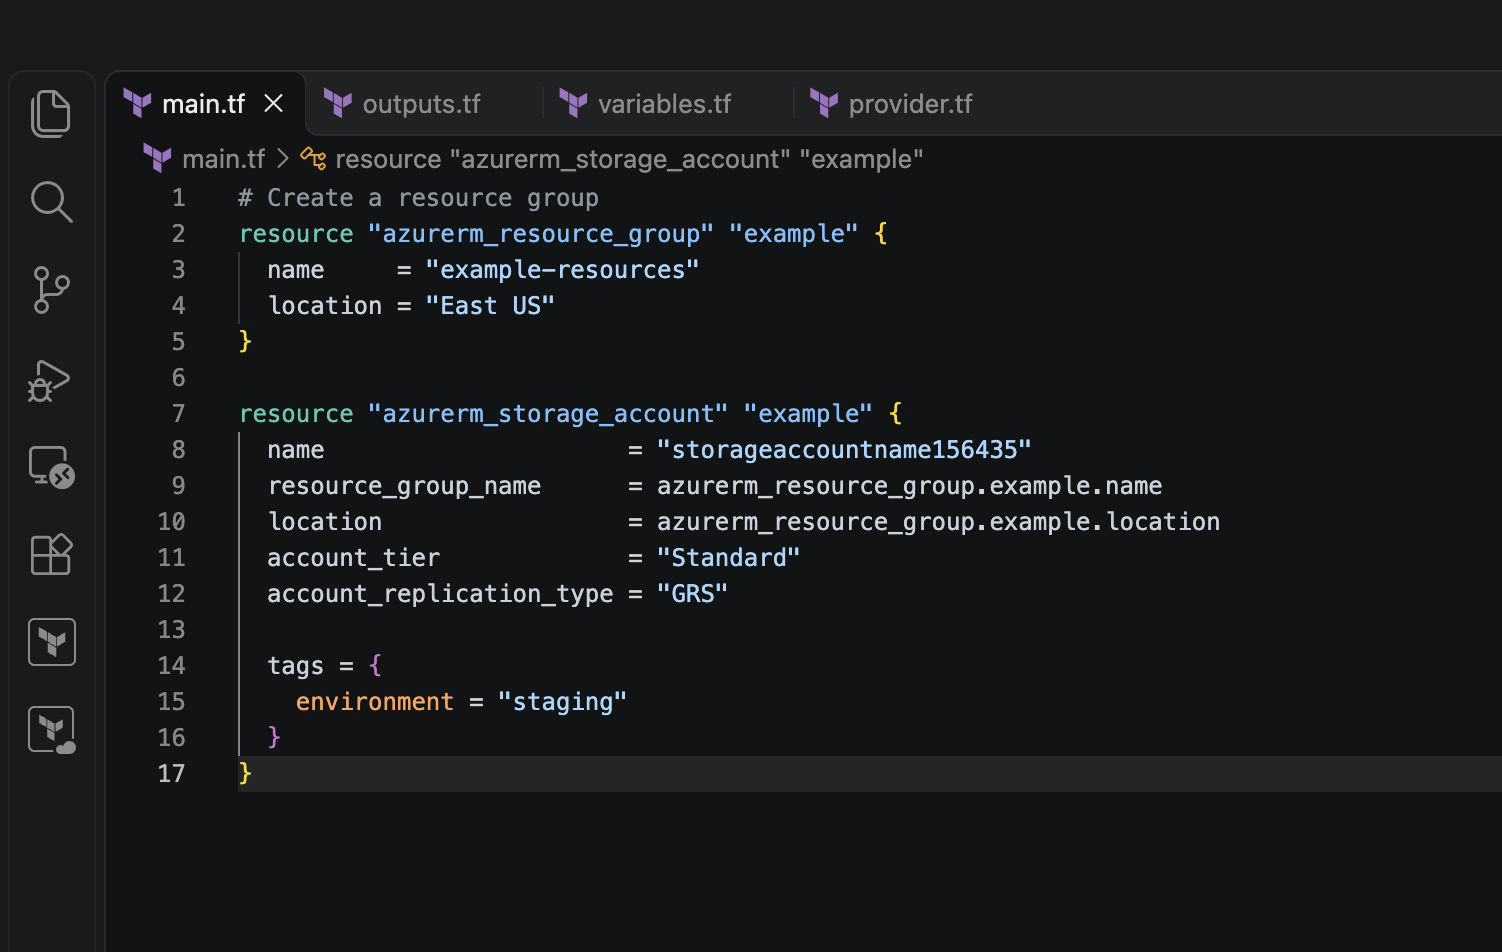 main.tf outputs.tf variables.tf provider.tf
main.tf > resource "azurerm_storage_account" "example"
1 # Create a resource group
2 resource "azurerm_resource_group" "example" {
3   name     = "example-resources"
4   location = "East US"
5 }
6
7 resource "azurerm_storage_account" "example" {
8   name                     = "storageaccountname156435"
9   resource_group_name      = azurerm_resource_group.example.name
10   location                 = azurerm_resource_group.example.location
11   account_tier             = "Standard"
12   account_replication_type = "GRS"
13
14   tags = {
15     environment = "staging"
16   }
17 }